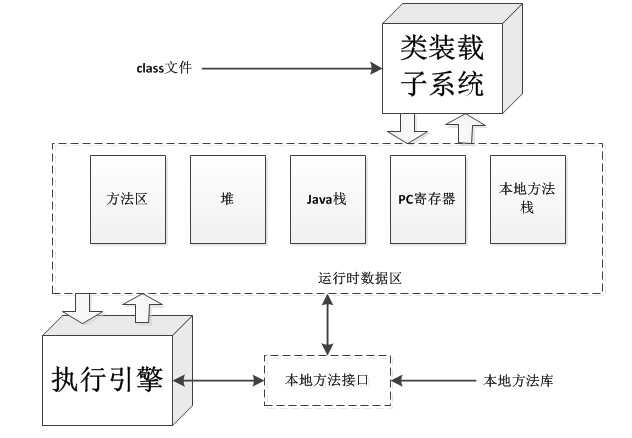 类装载
子系统
class文件
方法区
堆
Java栈
PC寄存器
本地方法
栈
运行时数据区
执行引擎
本地方法接口
本地方法库